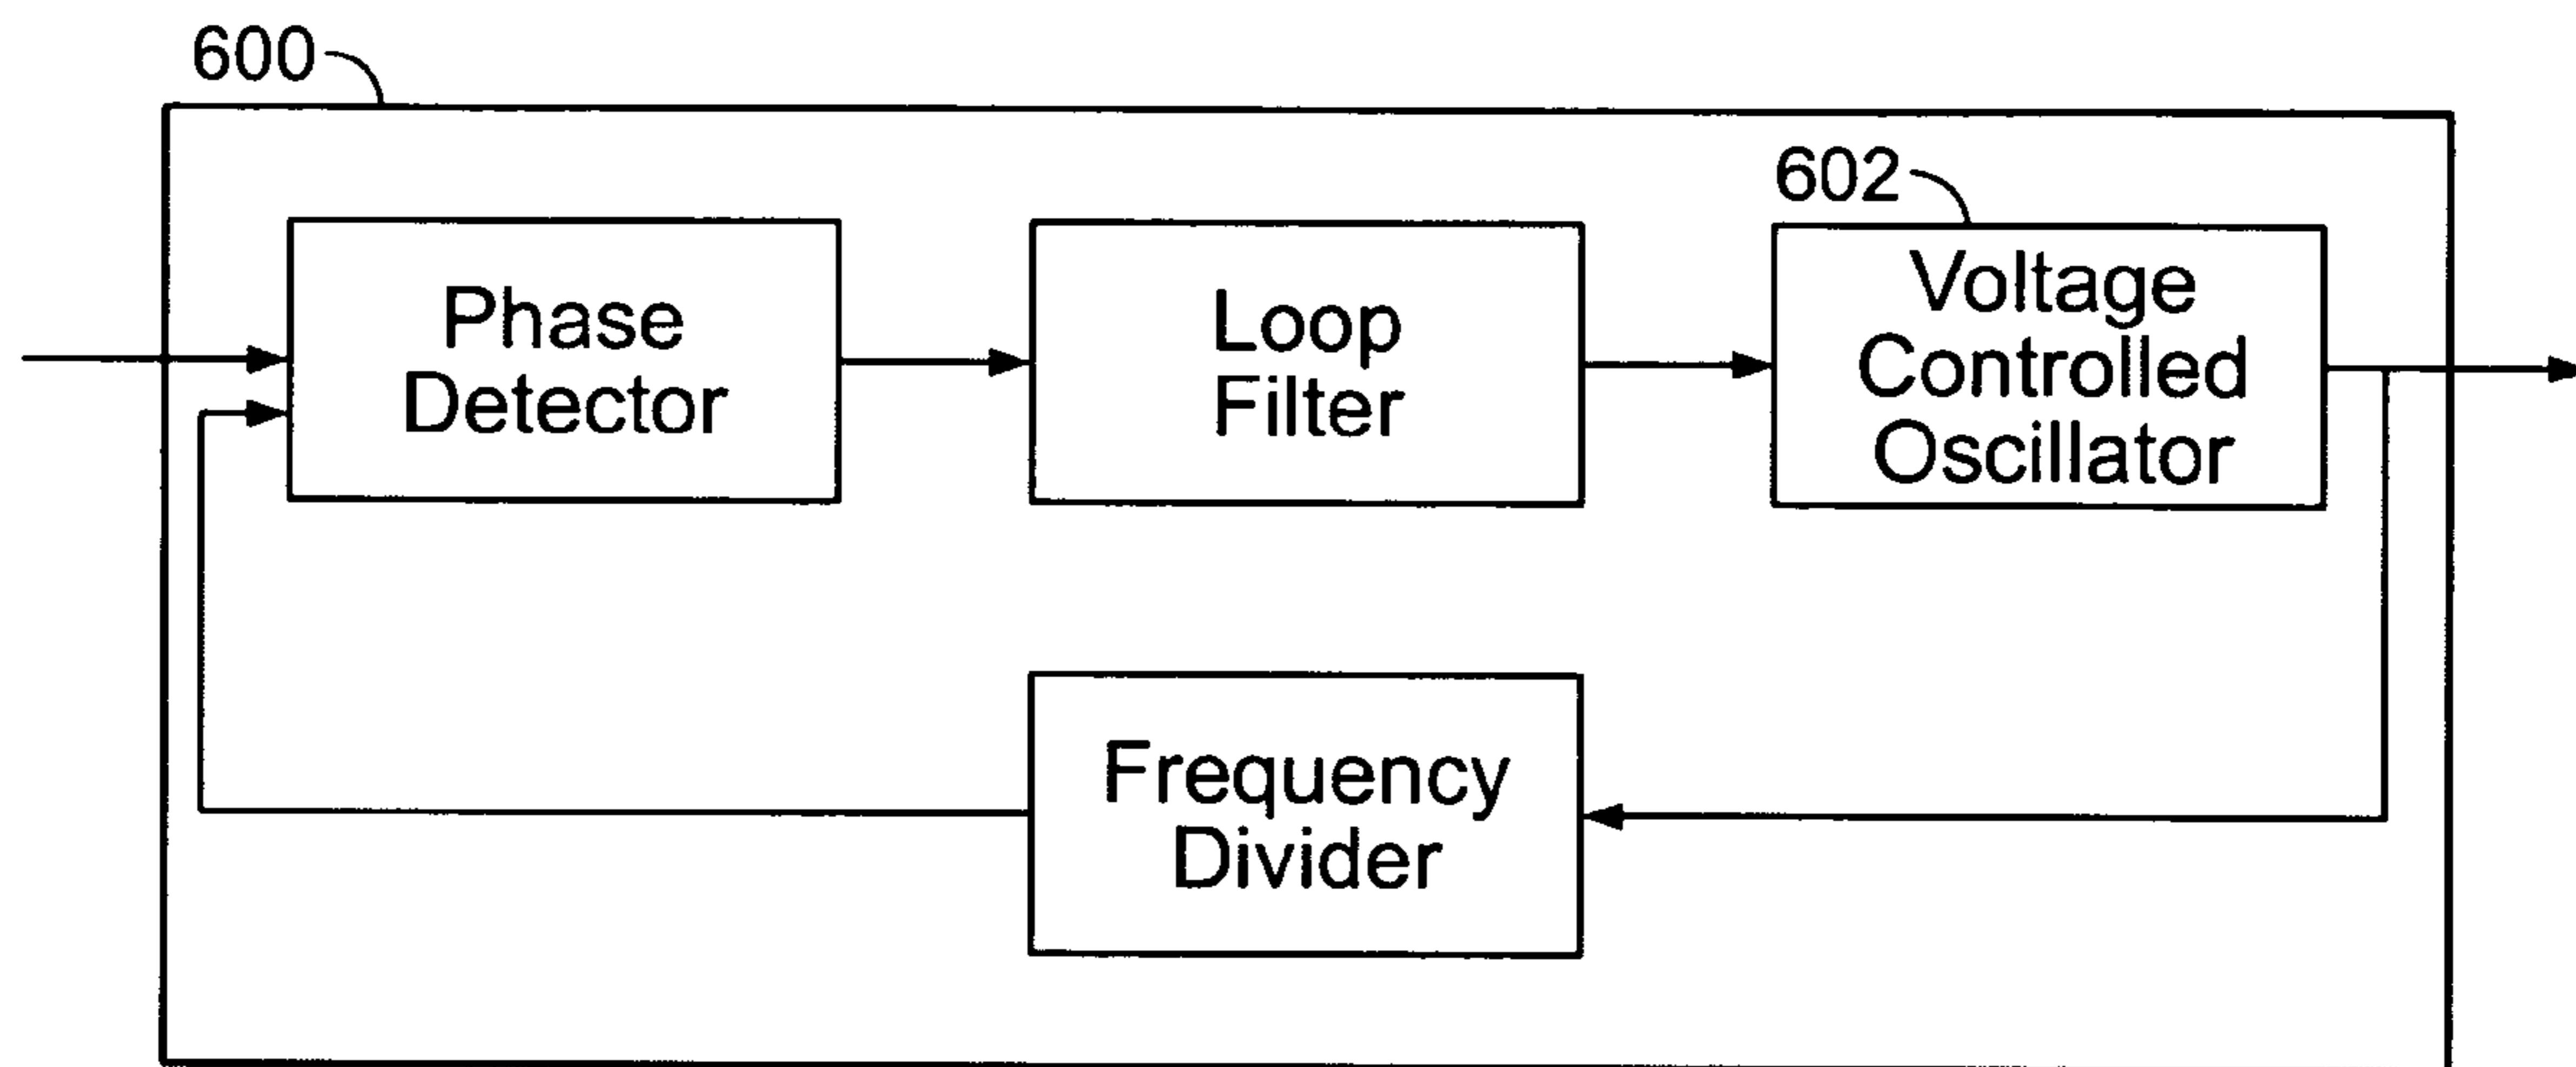 600
602
Phase
Detector
Loop
Filter
Voltage
Controlled
Oscillator
Frequency
Divider